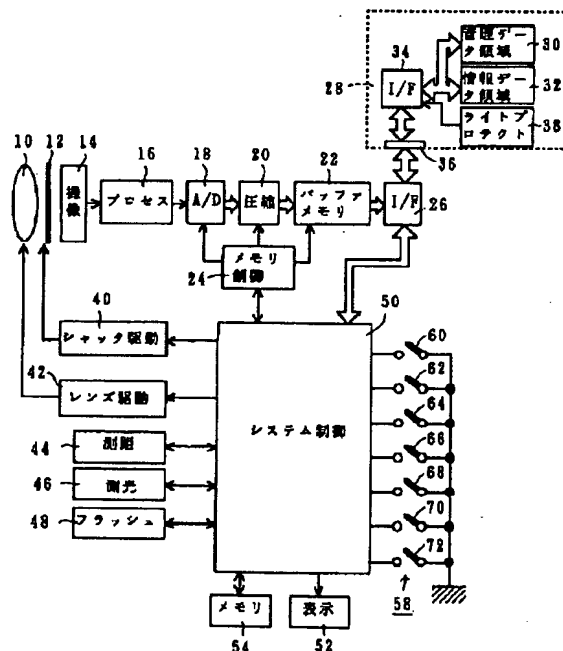 管理データ領域
30
34
28
I/F
情報データ領域
32
ライトプロテクト
38
36
10
12
14
16
18
20
22
撮像
プロセス
A/D
圧縮
バッファメモリ
I/F
26
メモリ制御
24
50
40
シャッタ駆動
42
レンズ駆動
44
測距
46
測光
48
フラッシュ
システム制御
60
62
64
66
68
70
72
58
メモリ
54
表示
52